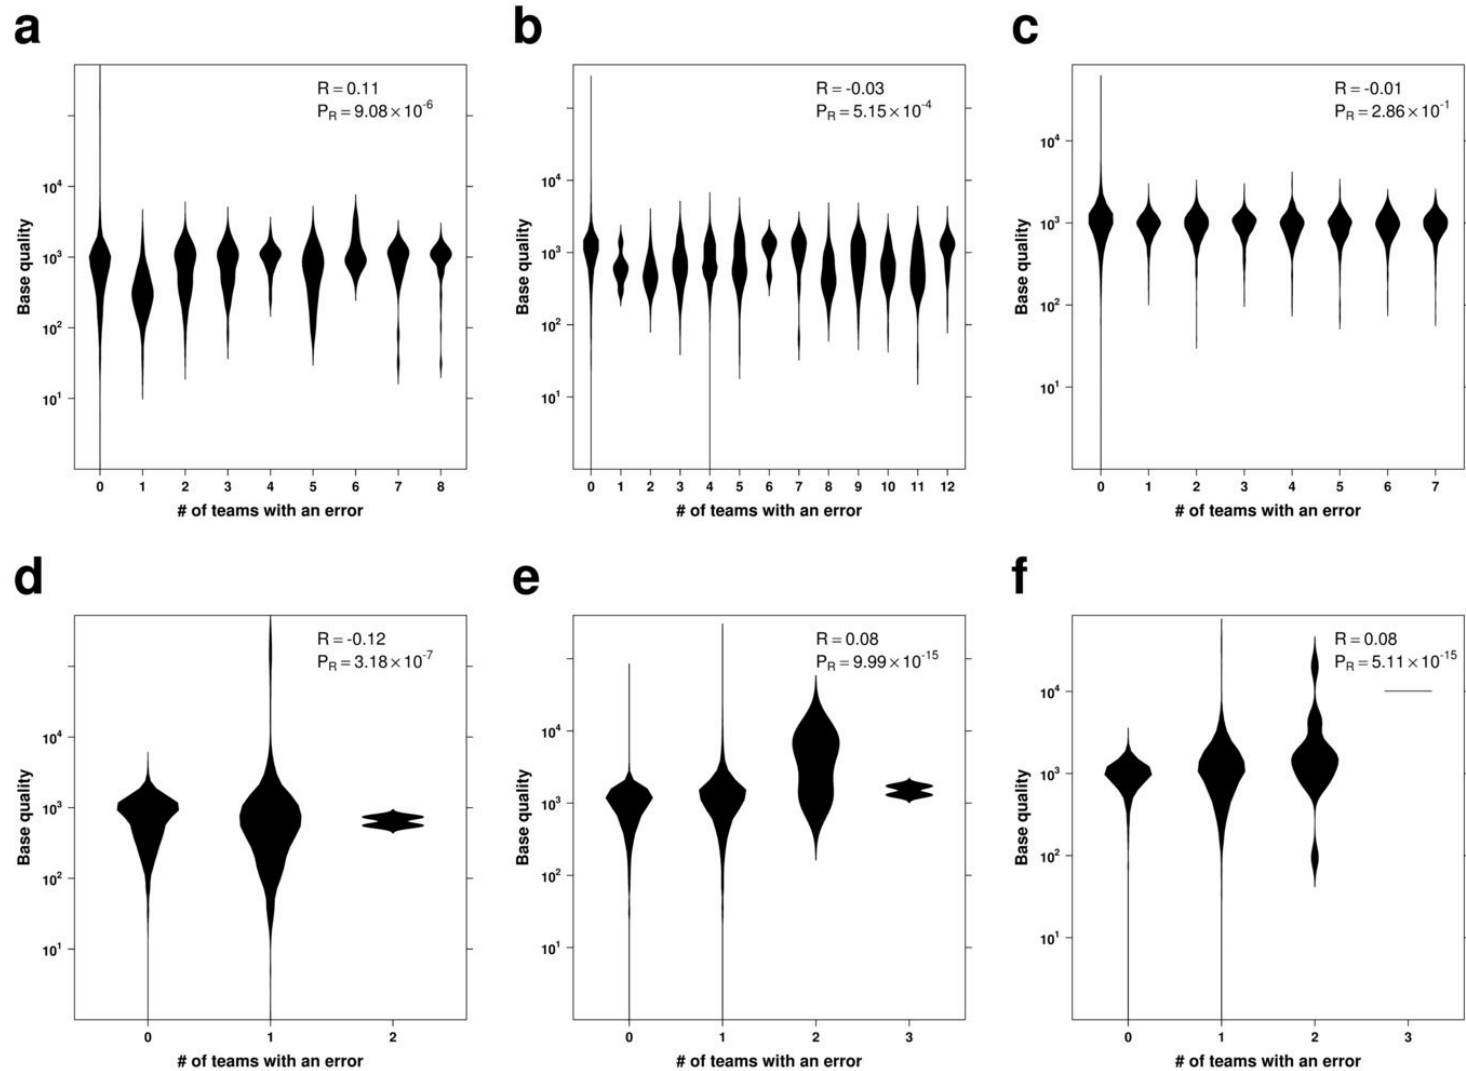 a
R = 0.11
P_R = 9.08×10^-6
10^4
10^3
10^2
10^1
Base quality
0 1 2 3 4 5 6 7 8
# of teams with an error
b
R = -0.03
P_R = 5.15×10^-4
10^4
10^3
10^2
10^1
Base quality
0 1 2 3 4 5 6 7 8 9 10 11 12
# of teams with an error
c
R = -0.01
P_R = 2.86×10^-1
10^4
10^3
10^2
10^1
Base quality
0 1 2 3 4 5 6 7
# of teams with an error
d
R = -0.12
P_R = 3.18×10^-7
10^4
10^3
10^2
10^1
Base quality
0 1 2
# of teams with an error
e
R = 0.08
P_R = 9.99×10^-15
10^4
10^3
10^2
10^1
Base quality
0 1 2 3
# of teams with an error
f
R = 0.08
P_R = 5.11×10^-15
10^4
10^3
10^2
10^1
Base quality
0 1 2 3
# of teams with an error